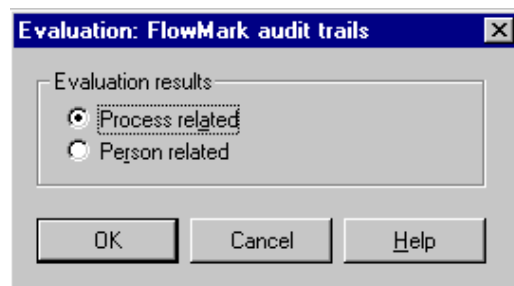 Evaluation: FlowMark audit trails
Evaluation results
Process related
Person related
OK Cancel Help